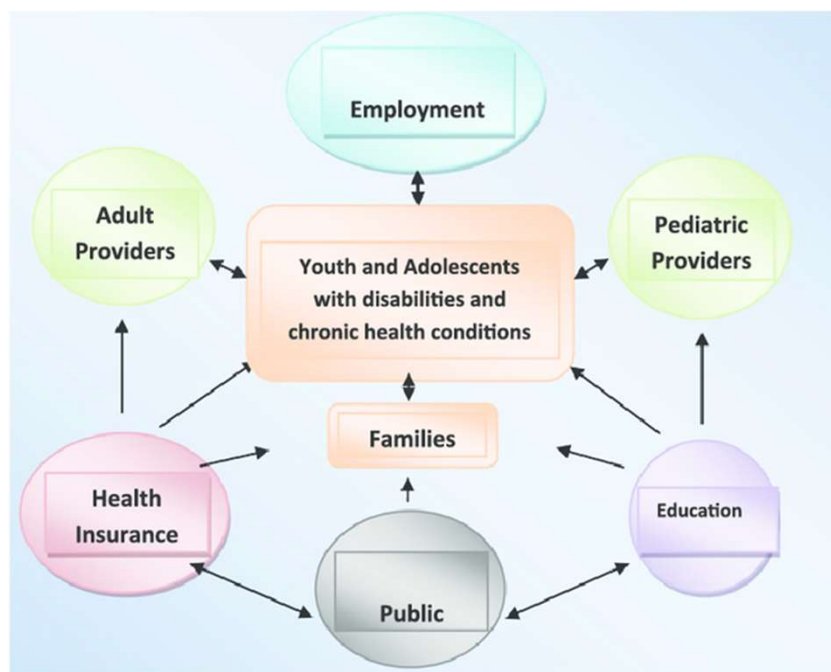 Employment
Adult
Providers
Pediatric
Providers
Youth and Adolescents
with disabilities and
chronic health conditions
Families
Health
Insurance
Education
Public